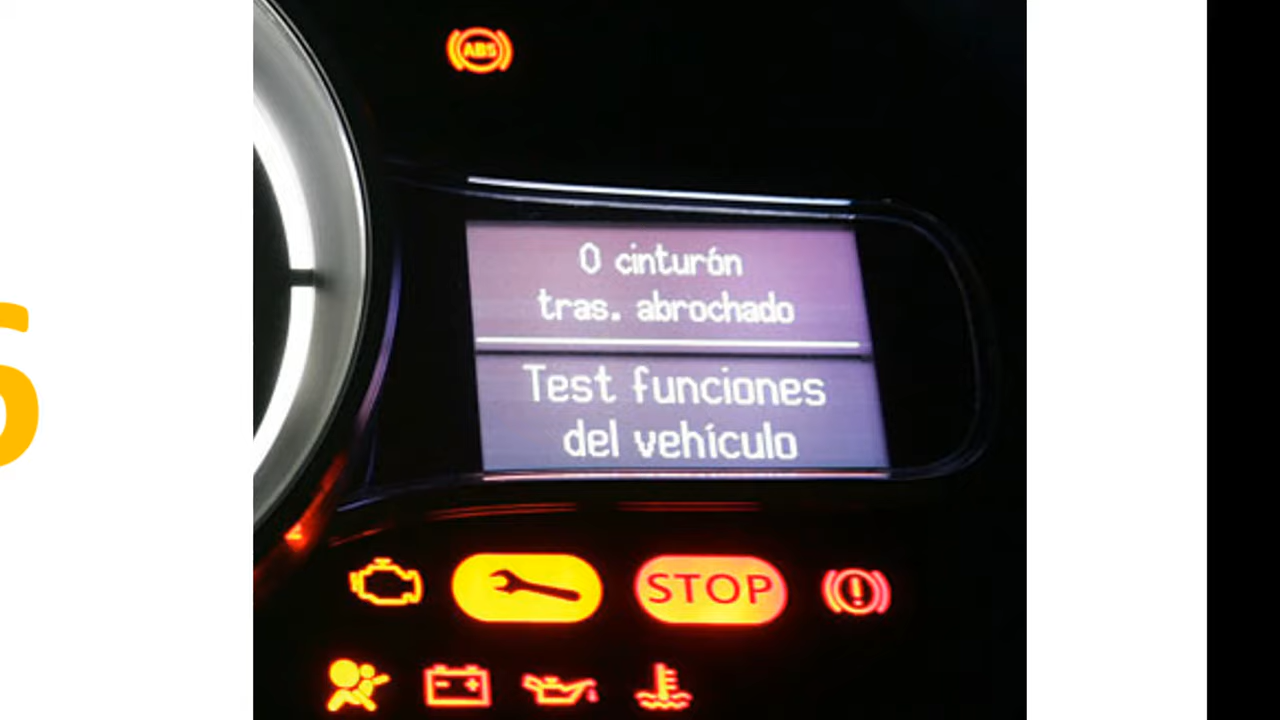 ABS
0 cinturón
tras. abrochado
Test funciones
del vehículo
STOP